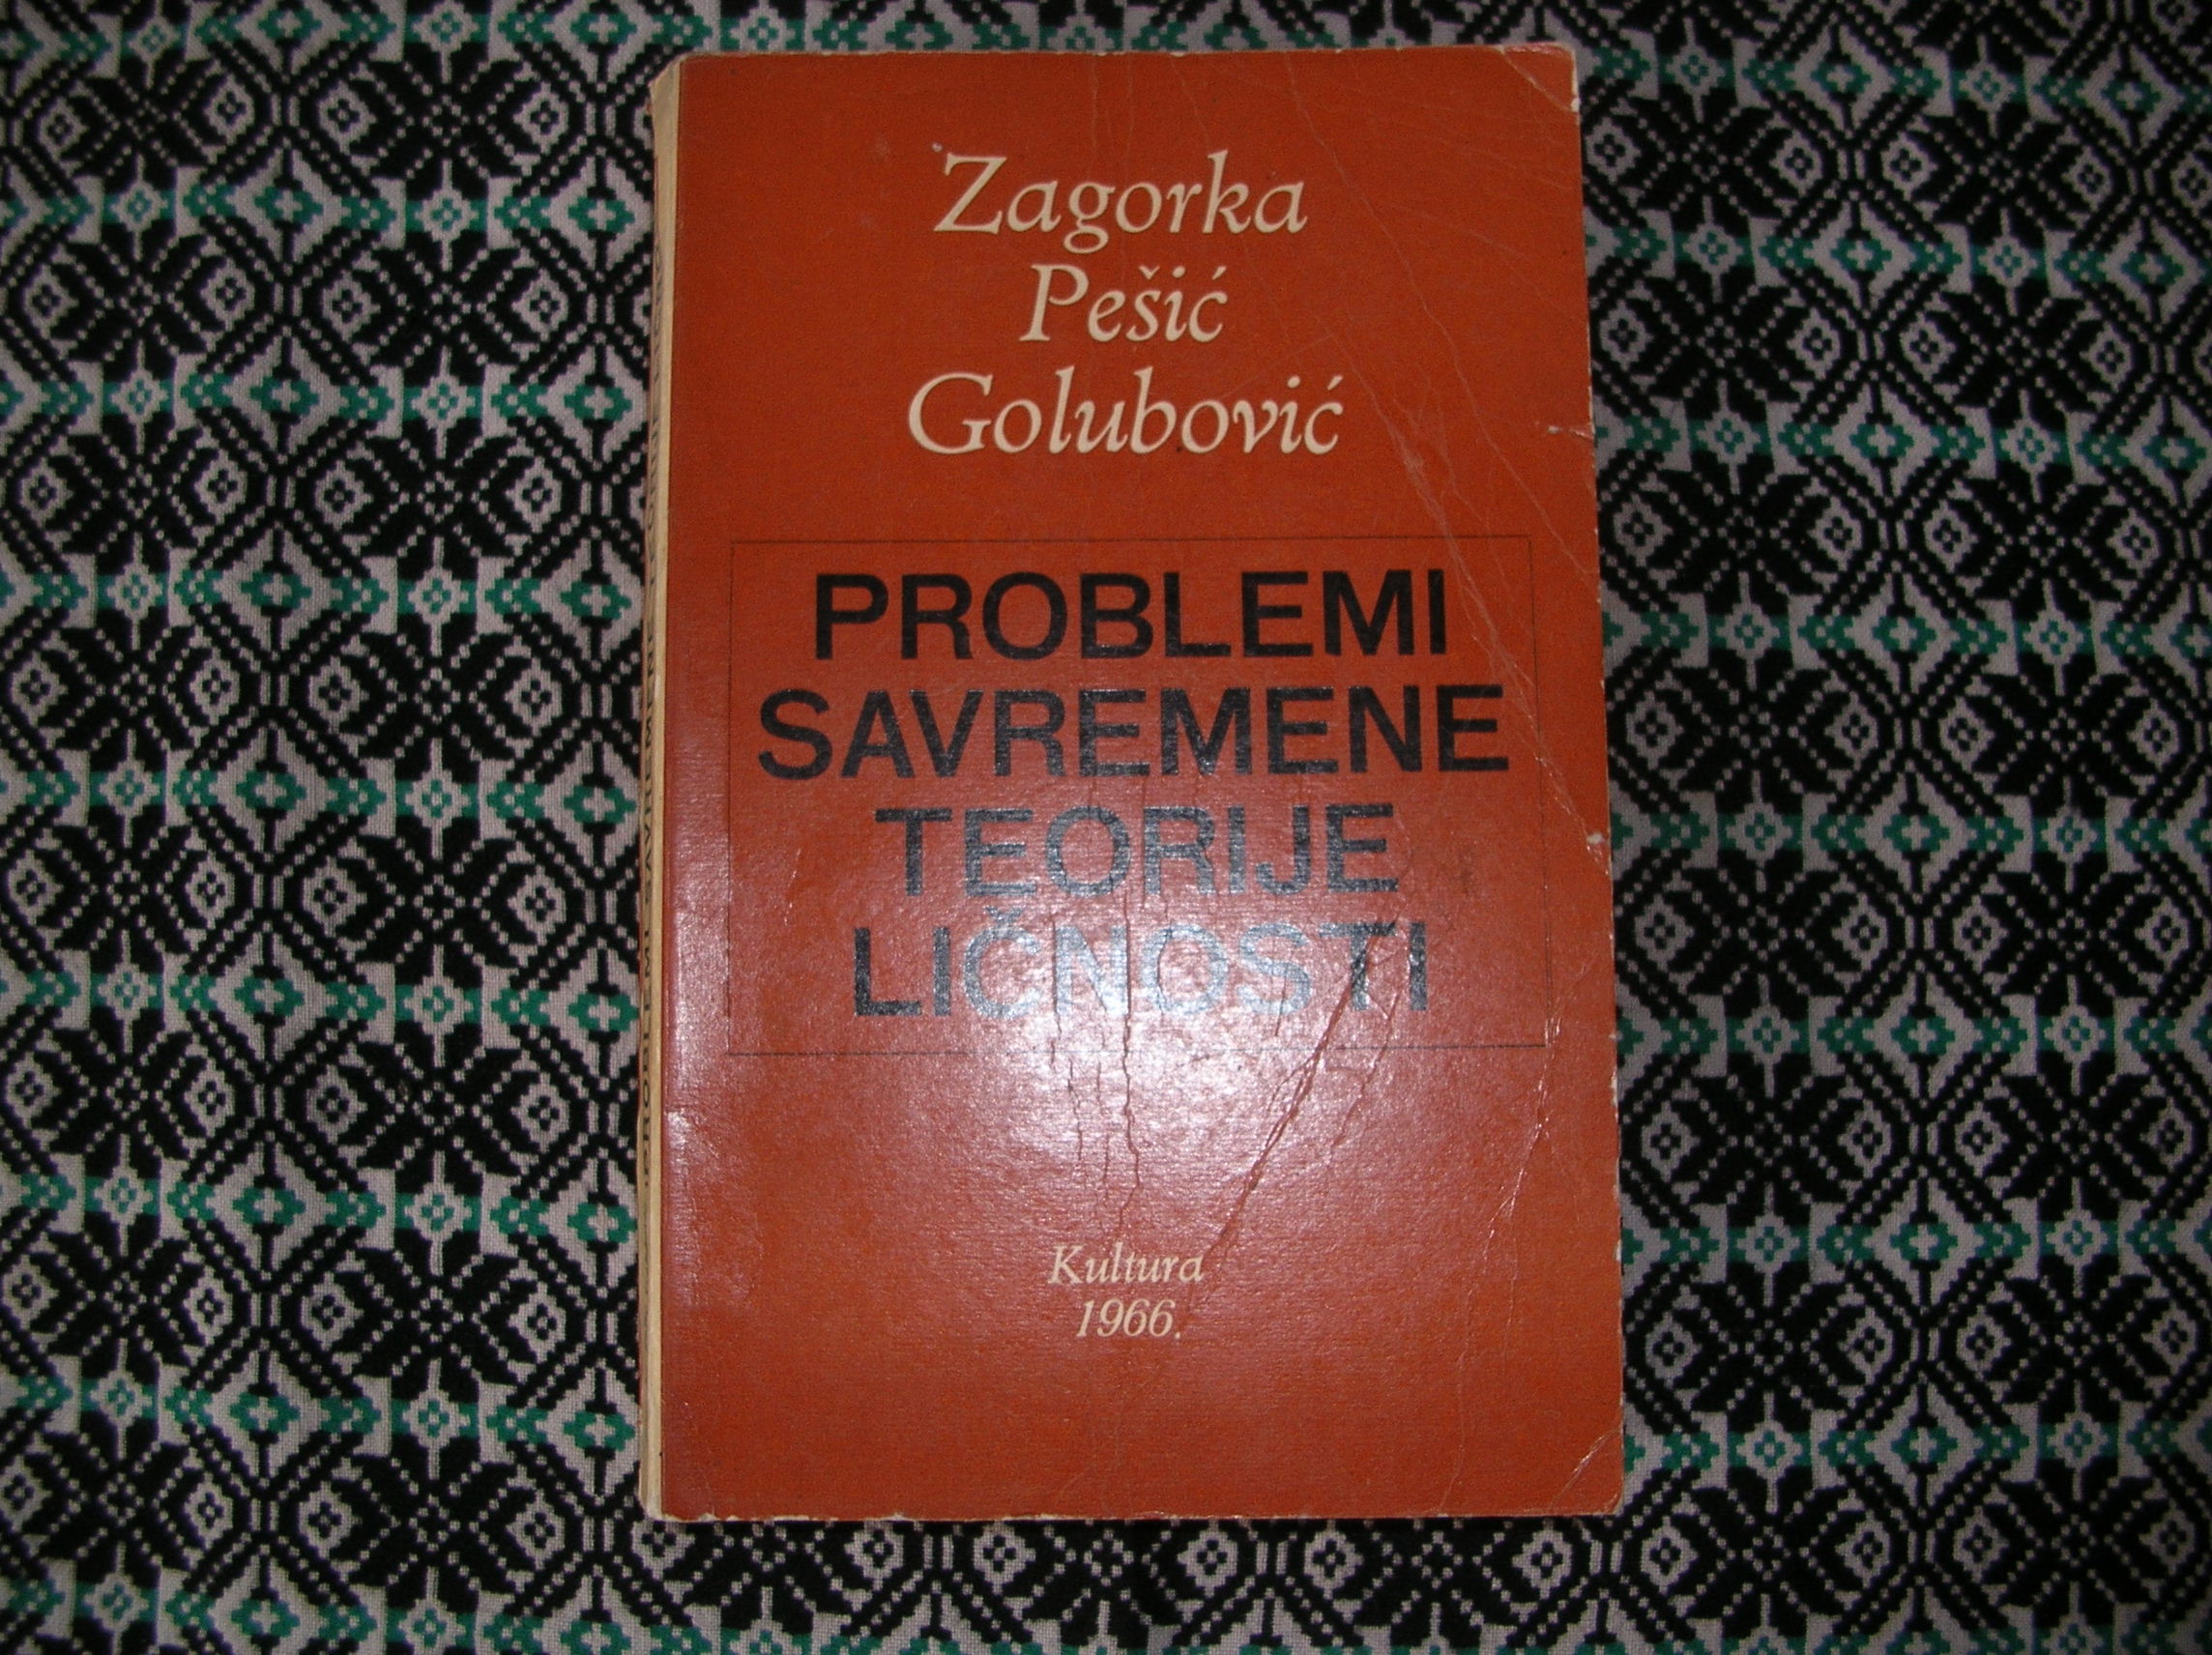 Zagorka
Pešić
Golubović
PROBLEMI
SAVREMENE
TEORIJE
LIČNOSTI
Kultura
1966.